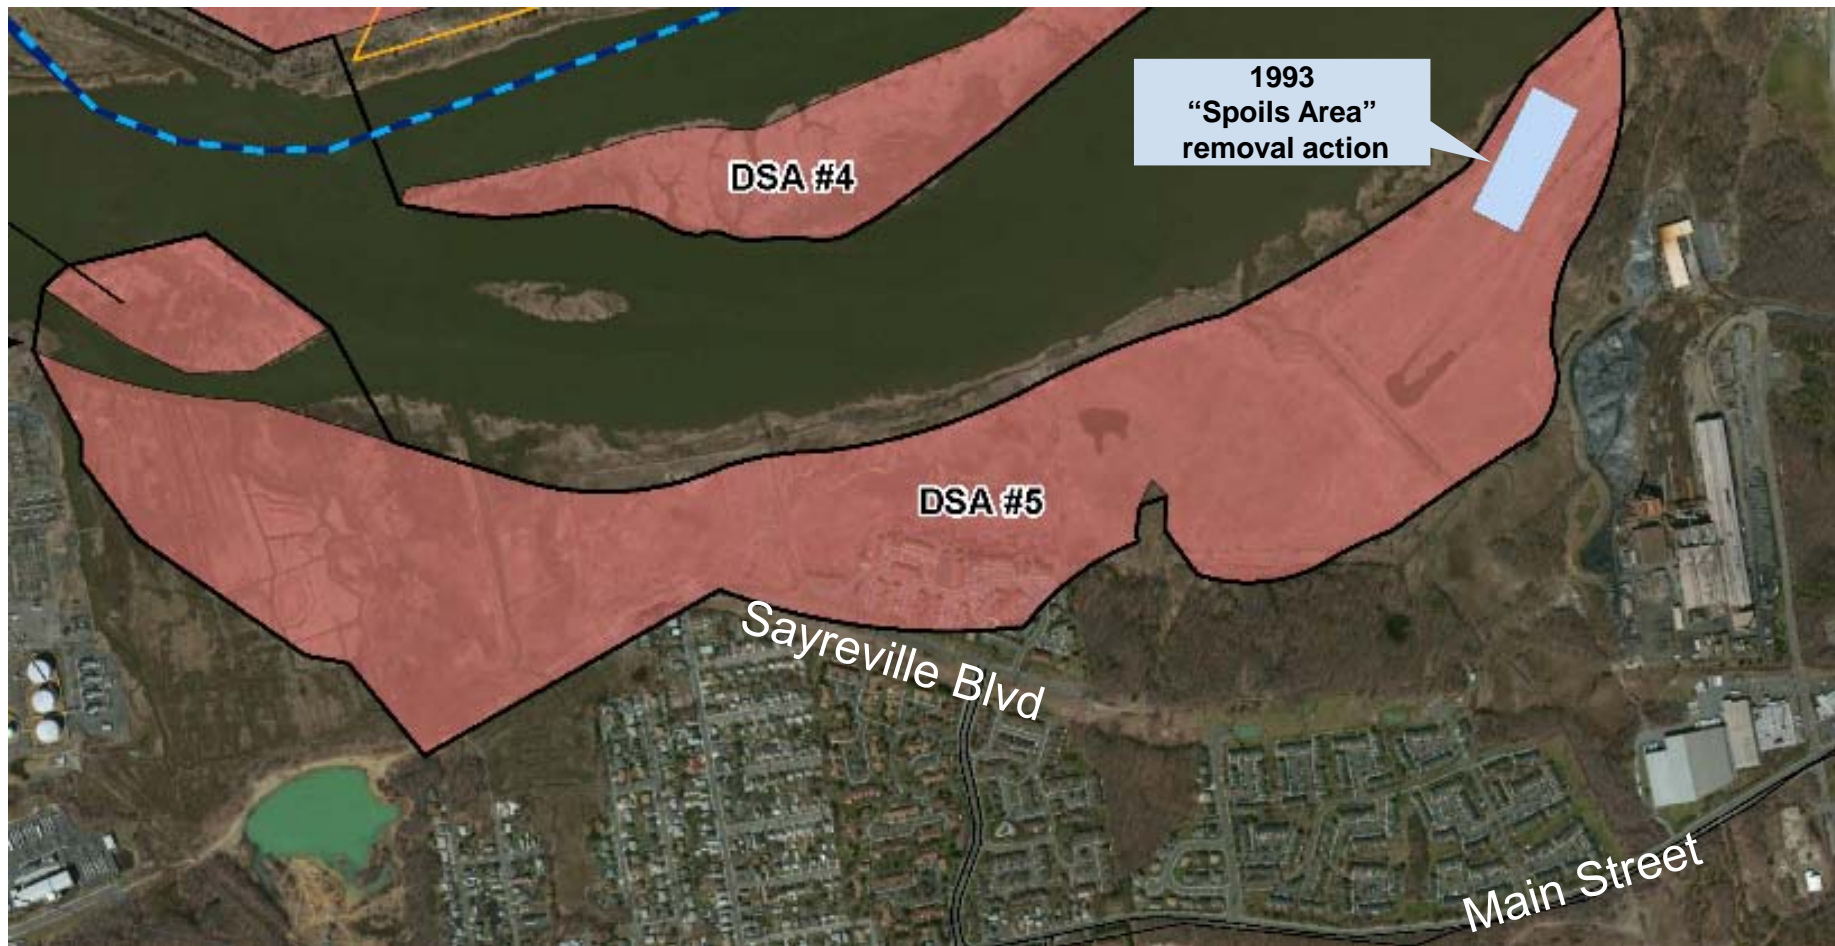 1993
“Spoils Area”
removal action
DSA #4
DSA #5
Sayreville Blvd
Main Street